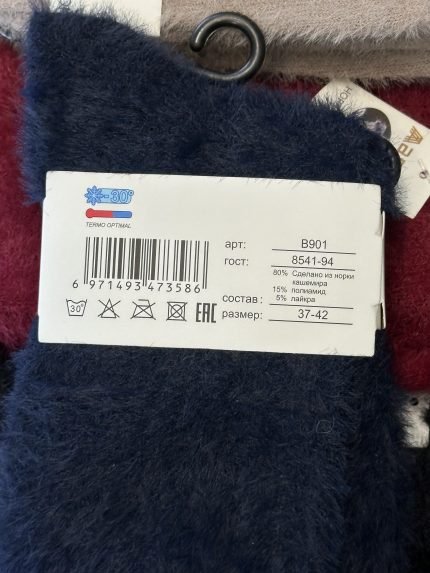 -30°
TERMO OPTIMAL
6 971493 473586
30°
EAC
арт: B901
гост: 8541-94
80% Сделано из норки
кашемира
15% полиамид
состав: 5% лайкра
размер: 37-42